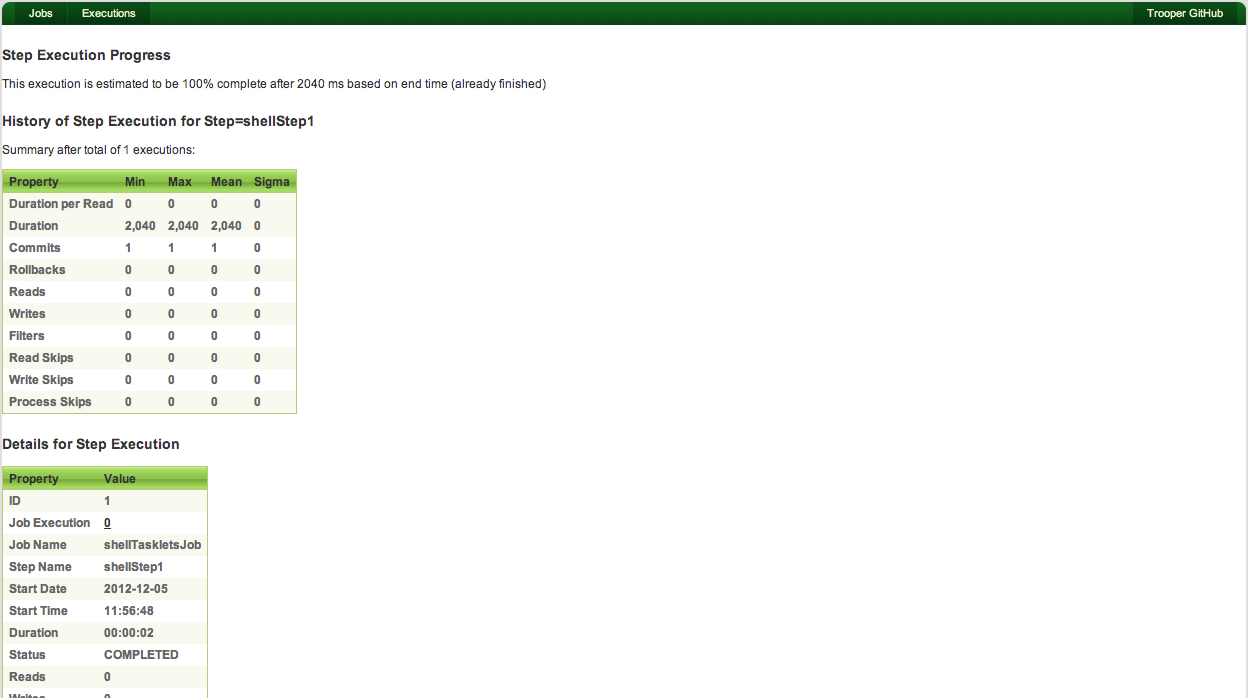 Jobs Executions Trooper GitHub
Step Execution Progress
This execution is estimated to be 100% complete after 2040 ms based on end time (already finished)
History of Step Execution for Step=shellStep1
Summary after total of 1 executions:
Property Min Max Mean Sigma
Duration per Read 0 0 0 0
Duration 2,040 2,040 2,040 0
Commits 1 1 1 0
Rollbacks 0 0 0 0
Reads 0 0 0 0
Writes 0 0 0 0
Filters 0 0 0 0
Read Skips 0 0 0 0
Write Skips 0 0 0 0
Process Skips 0 0 0 0
Details for Step Execution
Property Value
ID 1
Job Execution 0
Job Name shellTaskletsJob
Step Name shellStep1
Start Date 2012-12-05
Start Time 11:56:48
Duration 00:00:02
Status COMPLETED
Reads 0
Writes 0